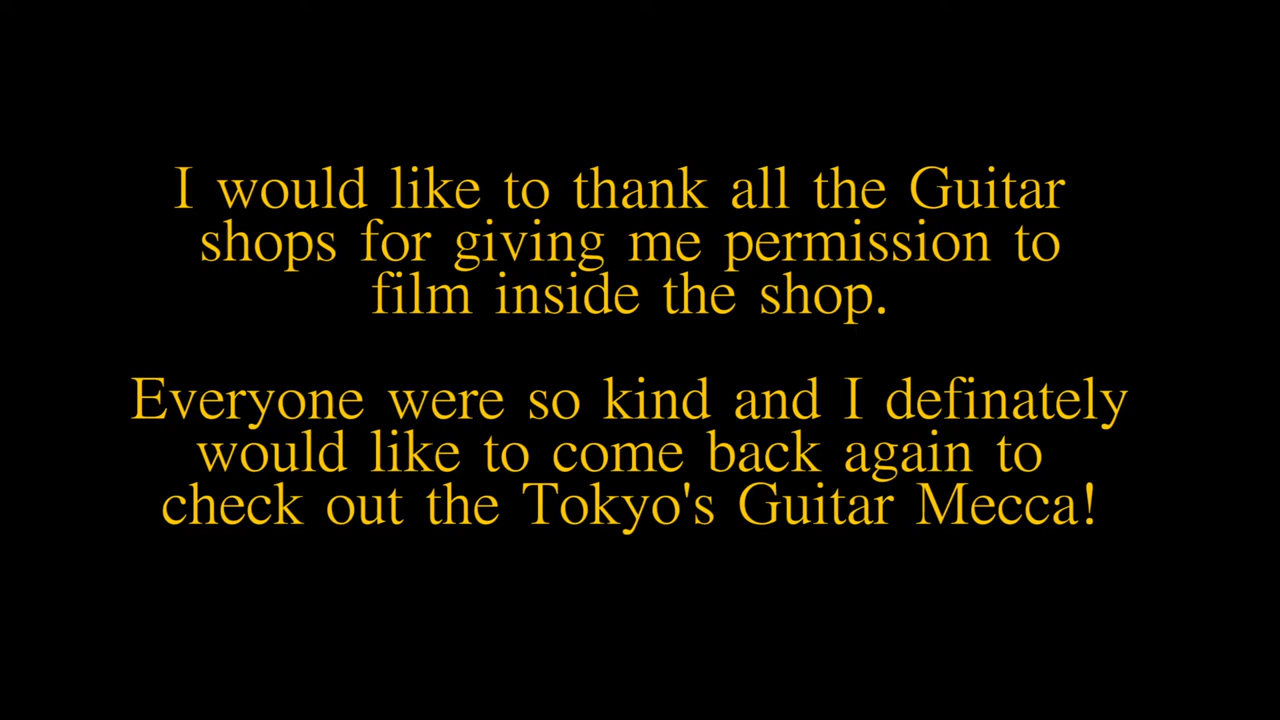 I would like to thank all the Guitar
shops for giving me permission to
film inside the shop.
Everyone were so kind and I definately
would like to come back again to
check out the Tokyo's Guitar Mecca!